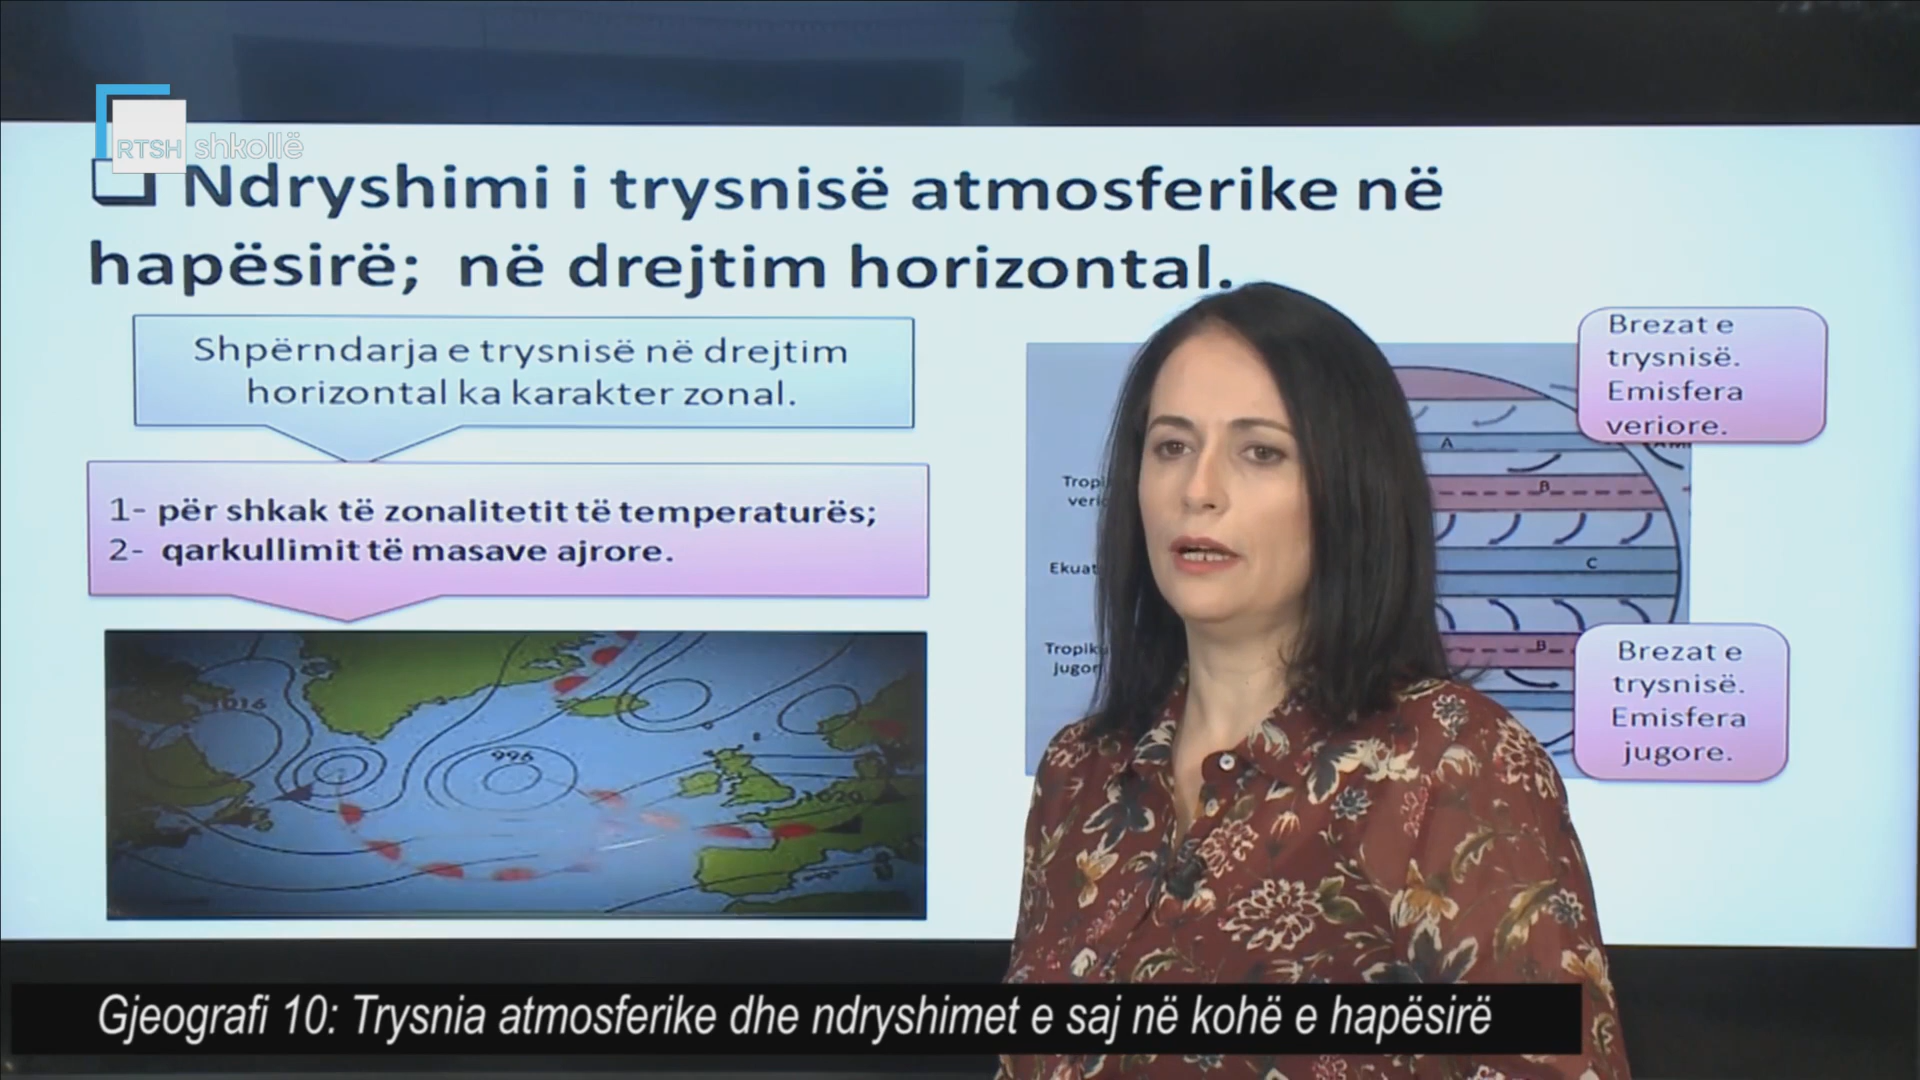 RTSH shkollë
Ndryshimi i trysnisë atmosferike në
hapësirë; në drejtim horizontal.
Shpërndarja e trysnisë në drejtim
horizontal ka karakter zonal.
1- për shkak të zonalitetit të temperaturës;
2- qarkullimit të masave ajrore.
1016
996
1020
Brezat e
trysnisë.
Emisfera
veriore.
A
B
C
B
Brezat e
trysnisë.
Emisfera
jugore.
Gjeografi 10: Trysnia atmosferike dhe ndryshimet e saj në kohë e hapësirë